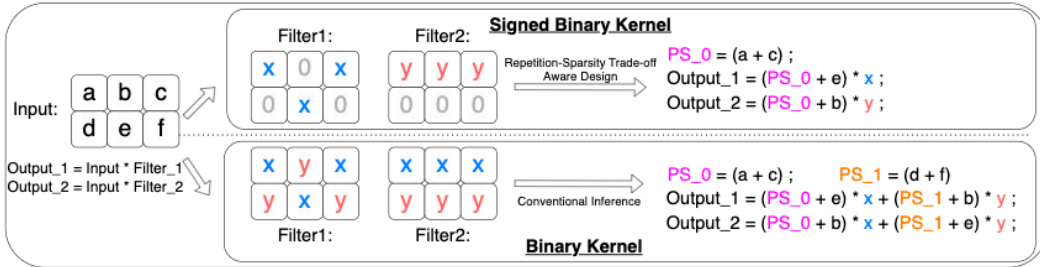 Signed Binary Kernel
Filter1:
Filter2:
x 0 x
0 x 0
y y y
0 0 0
Repetition-Sparsity Trade-off
Aware Design
PS_0 = (a + c) ;
Output_1 = (PS_0 + e) * x ;
Output_2 = (PS_0 + b) * y ;
Input:
a b c
d e f
Output_1 = Input * Filter_1
Output_2 = Input * Filter_2
x y x
y x y
x x x
y y y
Filter1:
Filter2:
Conventional Inference
PS_0 = (a + c) ; PS_1 = (d + f)
Output_1 = (PS_0 + e) * x + (PS_1 + b) * y ;
Output_2 = (PS_0 + b) * x + (PS_1 + e) * y ;
Binary Kernel